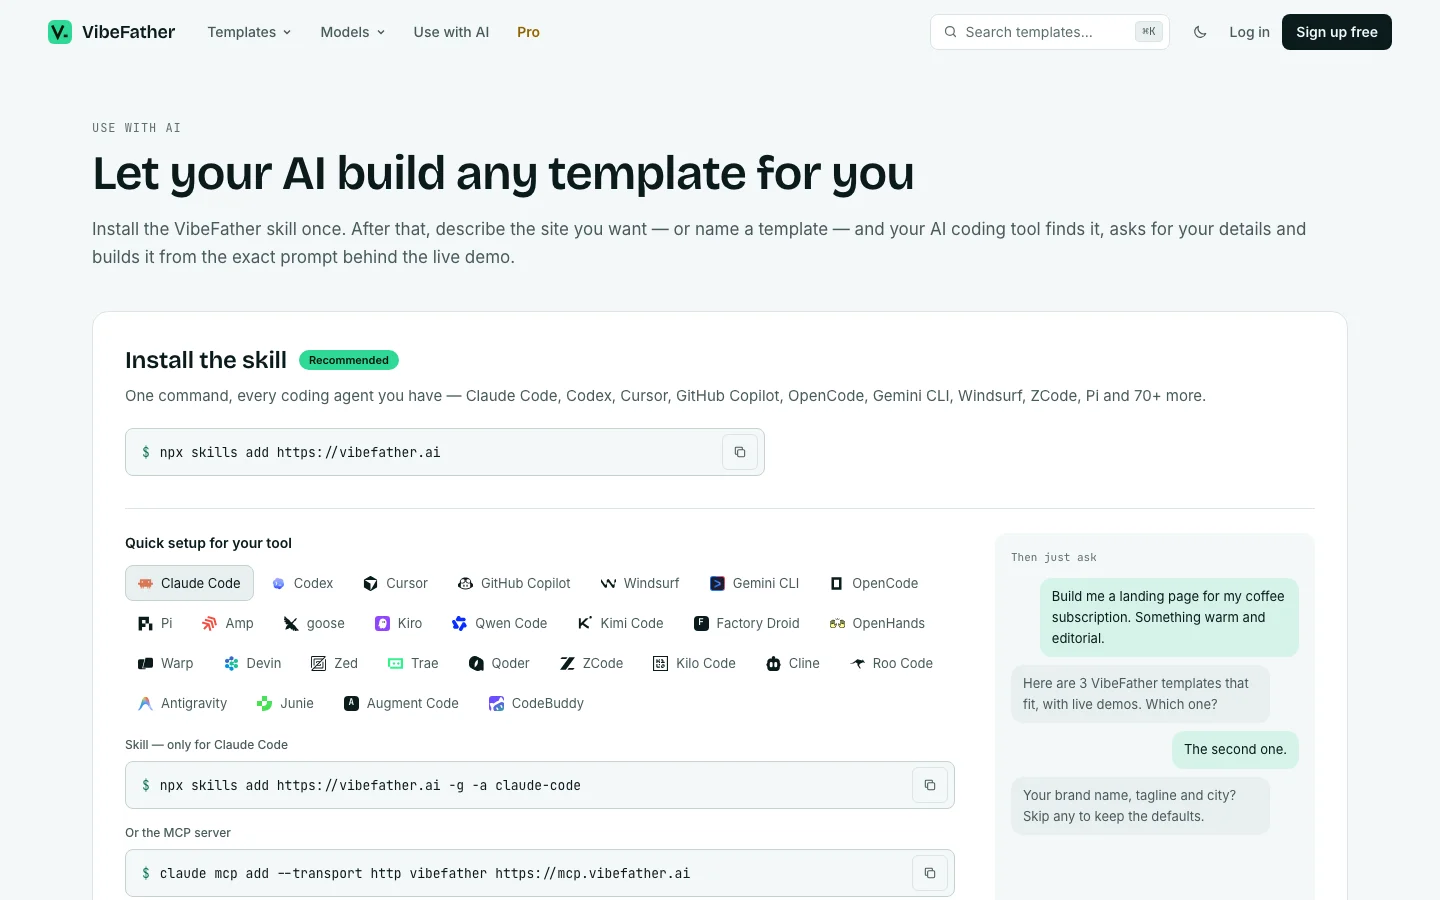 V. VibeFather Templates Models Use with AI Pro Search templates... ⌘K Log in Sign up free
USE WITH AI
Let your AI build any template for you
Install the VibeFather skill once. After that, describe the site you want — or name a template — and your AI coding tool finds it, asks for your details and
builds it from the exact prompt behind the live demo.
Install the skill Recommended
One command, every coding agent you have — Claude Code, Codex, Cursor, GitHub Copilot, OpenCode, Gemini CLI, Windsurf, ZCode, Pi and 70+ more.
$ npx skills add https://vibefather.ai
Quick setup for your tool
Claude Code Codex Cursor GitHub Copilot Windsurf Gemini CLI OpenCode
Pi Amp goose Kiro Qwen Code Kimi Code Factory Droid OpenHands
Warp Devin Zed Trae Qoder ZCode Kilo Code Cline Roo Code
Antigravity Junie Augment Code CodeBuddy
Skill — only for Claude Code
$ npx skills add https://vibefather.ai -g -a claude-code
Or the MCP server
$ claude mcp add --transport http vibefather https://mcp.vibefather.ai
Then just ask
Build me a landing page for my coffee
subscription. Something warm and
editorial.
Here are 3 VibeFather templates that
fit, with live demos. Which one?
The second one.
Your brand name, tagline and city?
Skip any to keep the defaults.